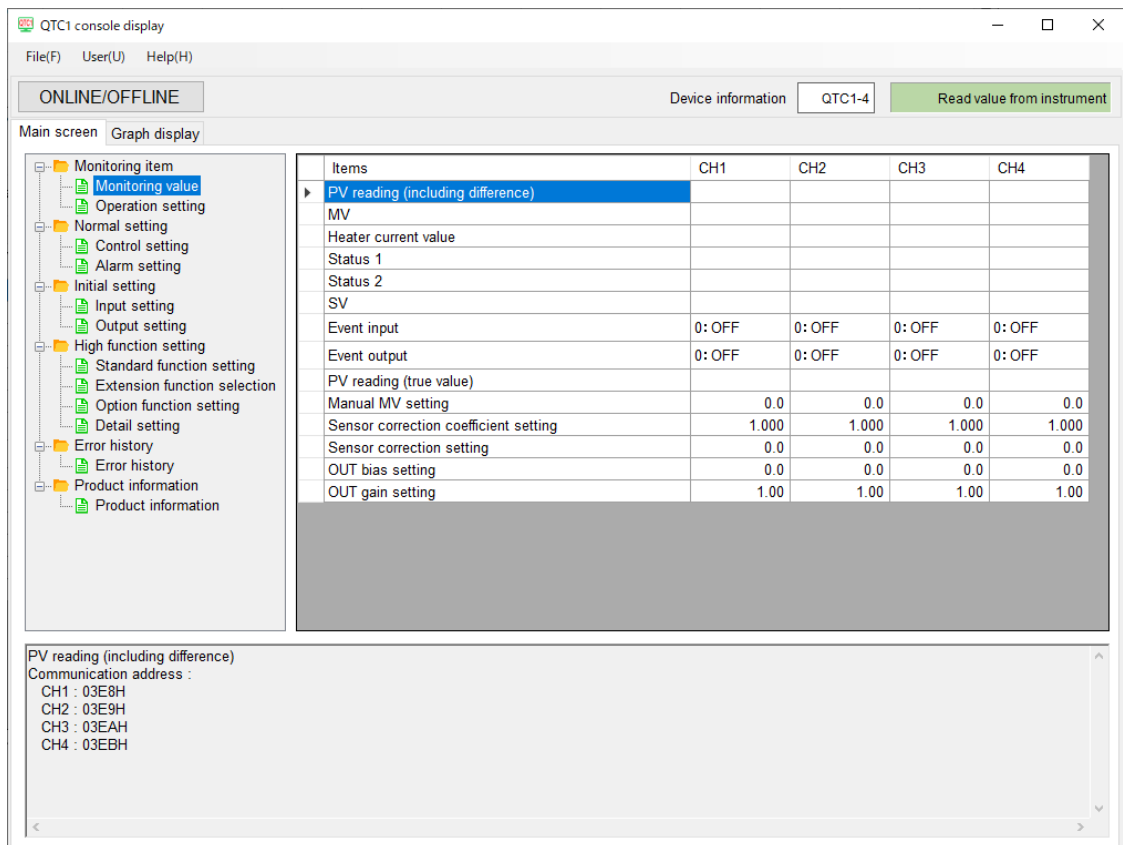 QTC1 console display
File(F) User(U) Help(H)
ONLINE/OFFLINE Device information QTC1-4 Read value from instrument
Main screen Graph display
Monitoring item
Monitoring value
Operation setting
Normal setting
Control setting
Alarm setting
Initial setting
Input setting
Output setting
High function setting
Standard function setting
Extension function selection
Option function setting
Detail setting
Error history
Error history
Product information
Product information
Items CH1 CH2 CH3 CH4
PV reading (including difference)
MV
Heater current value
Status 1
Status 2
SV
Event input 0: OFF 0: OFF 0: OFF 0: OFF
Event output 0: OFF 0: OFF 0: OFF 0: OFF
PV reading (true value)
Manual MV setting 0.0 0.0 0.0 0.0
Sensor correction coefficient setting 1.000 1.000 1.000 1.000
Sensor correction setting 0.0 0.0 0.0 0.0
OUT bias setting 0.0 0.0 0.0 0.0
OUT gain setting 1.00 1.00 1.00 1.00
PV reading (including difference)
Communication address :
CH1 : 03E8H
CH2 : 03E9H
CH3 : 03EAH
CH4 : 03EBH